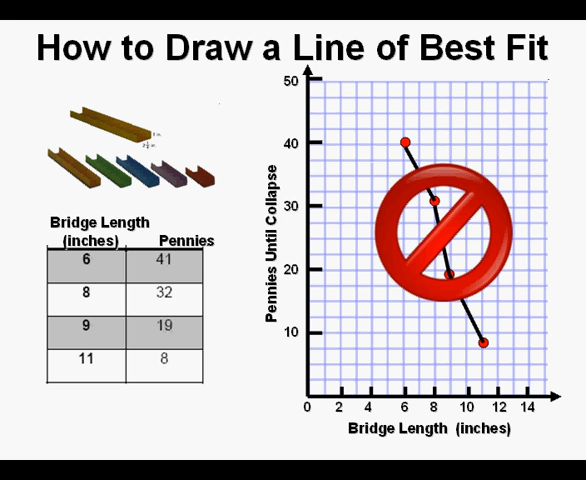 How to Draw a Line of Best Fit
Bridge Length
(inches) Pennies
6 41
8 32
9 19
11 8
Pennies Until Collapse
50
40
30
20
10
0 2 4 6 8 10 12 14
Bridge Length (inches)